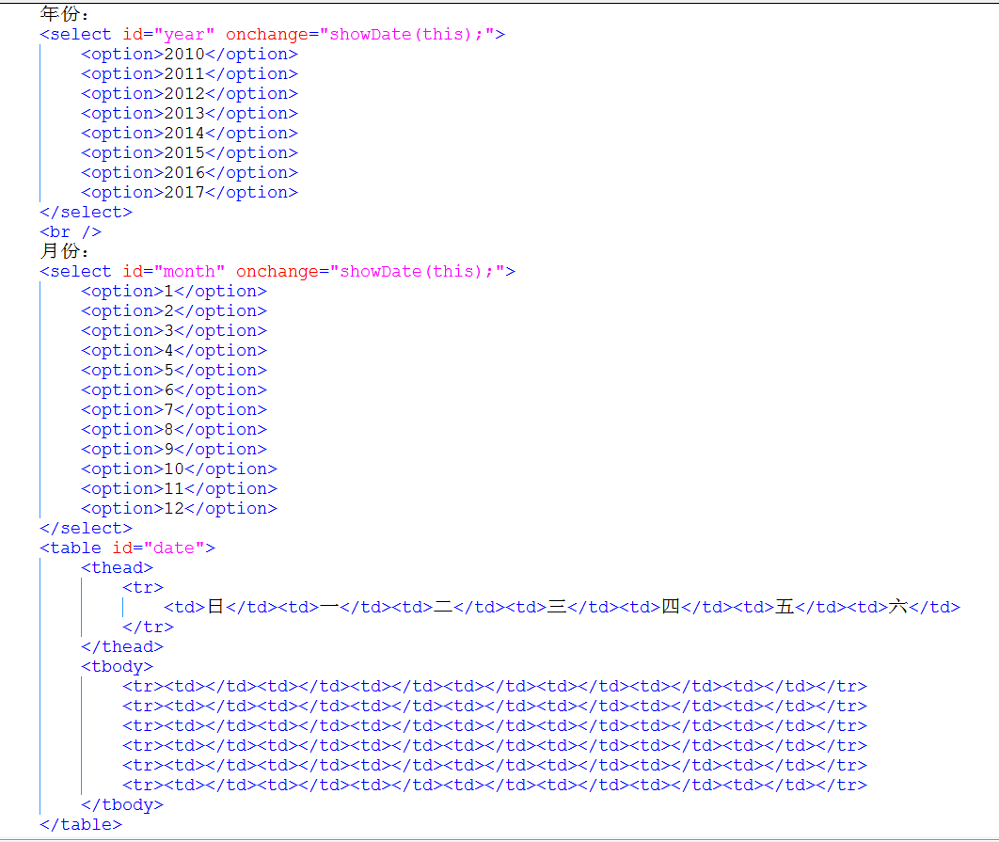 年份：
<select id="year" onchange="showDate(this);">
<option>2010</option>
<option>2011</option>
<option>2012</option>
<option>2013</option>
<option>2014</option>
<option>2015</option>
<option>2016</option>
<option>2017</option>
</select>
<br />
月份：
<select id="month" onchange="showDate(this);">
<option>1</option>
<option>2</option>
<option>3</option>
<option>4</option>
<option>5</option>
<option>6</option>
<option>7</option>
<option>8</option>
<option>9</option>
<option>10</option>
<option>11</option>
<option>12</option>
</select>
<table id="date">
<thead>
<tr>
<td>日</td><td>一</td><td>二</td><td>三</td><td>四</td><td>五</td><td>六</td>
</tr>
</thead>
<tbody>
<tr><td></td><td></td><td></td><td></td><td></td><td></td><td></td></tr>
<tr><td></td><td></td><td></td><td></td><td></td><td></td><td></td></tr>
<tr><td></td><td></td><td></td><td></td><td></td><td></td><td></td></tr>
<tr><td></td><td></td><td></td><td></td><td></td><td></td><td></td></tr>
<tr><td></td><td></td><td></td><td></td><td></td><td></td><td></td></tr>
<tr><td></td><td></td><td></td><td></td><td></td><td></td><td></td></tr>
</tbody>
</table>